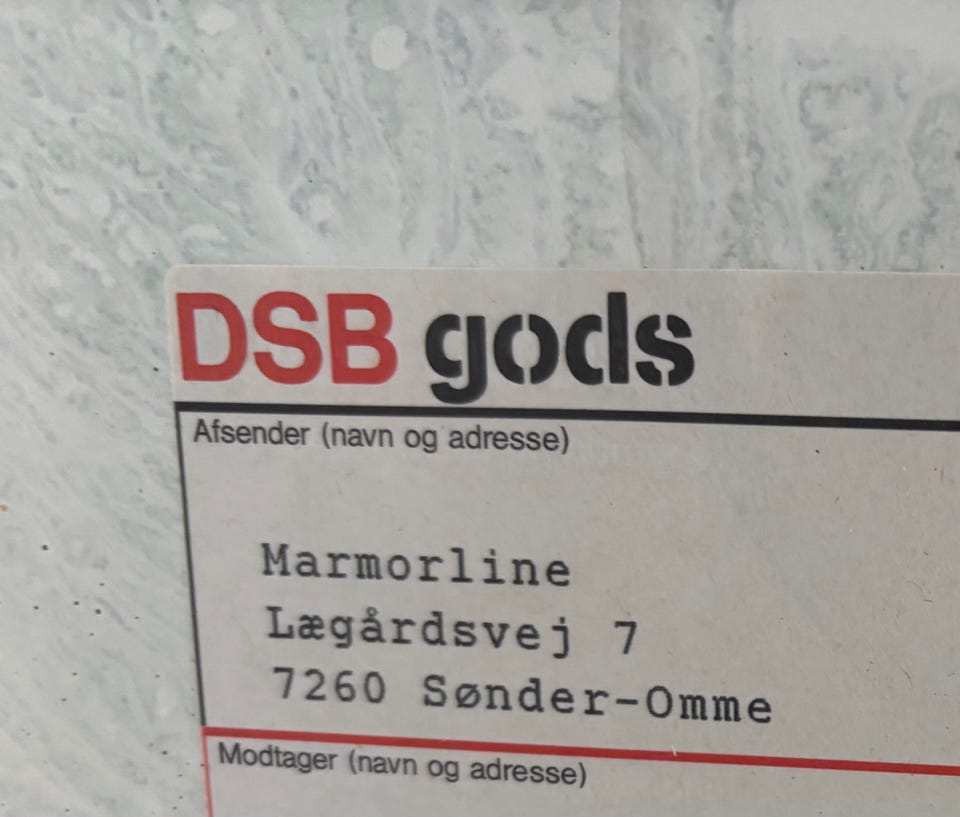 DSB gods
Afsender (navn og adresse)
Marmorline
Lægårdsvej 7
7260 Sønder-Omme
Modtager (navn og adresse)